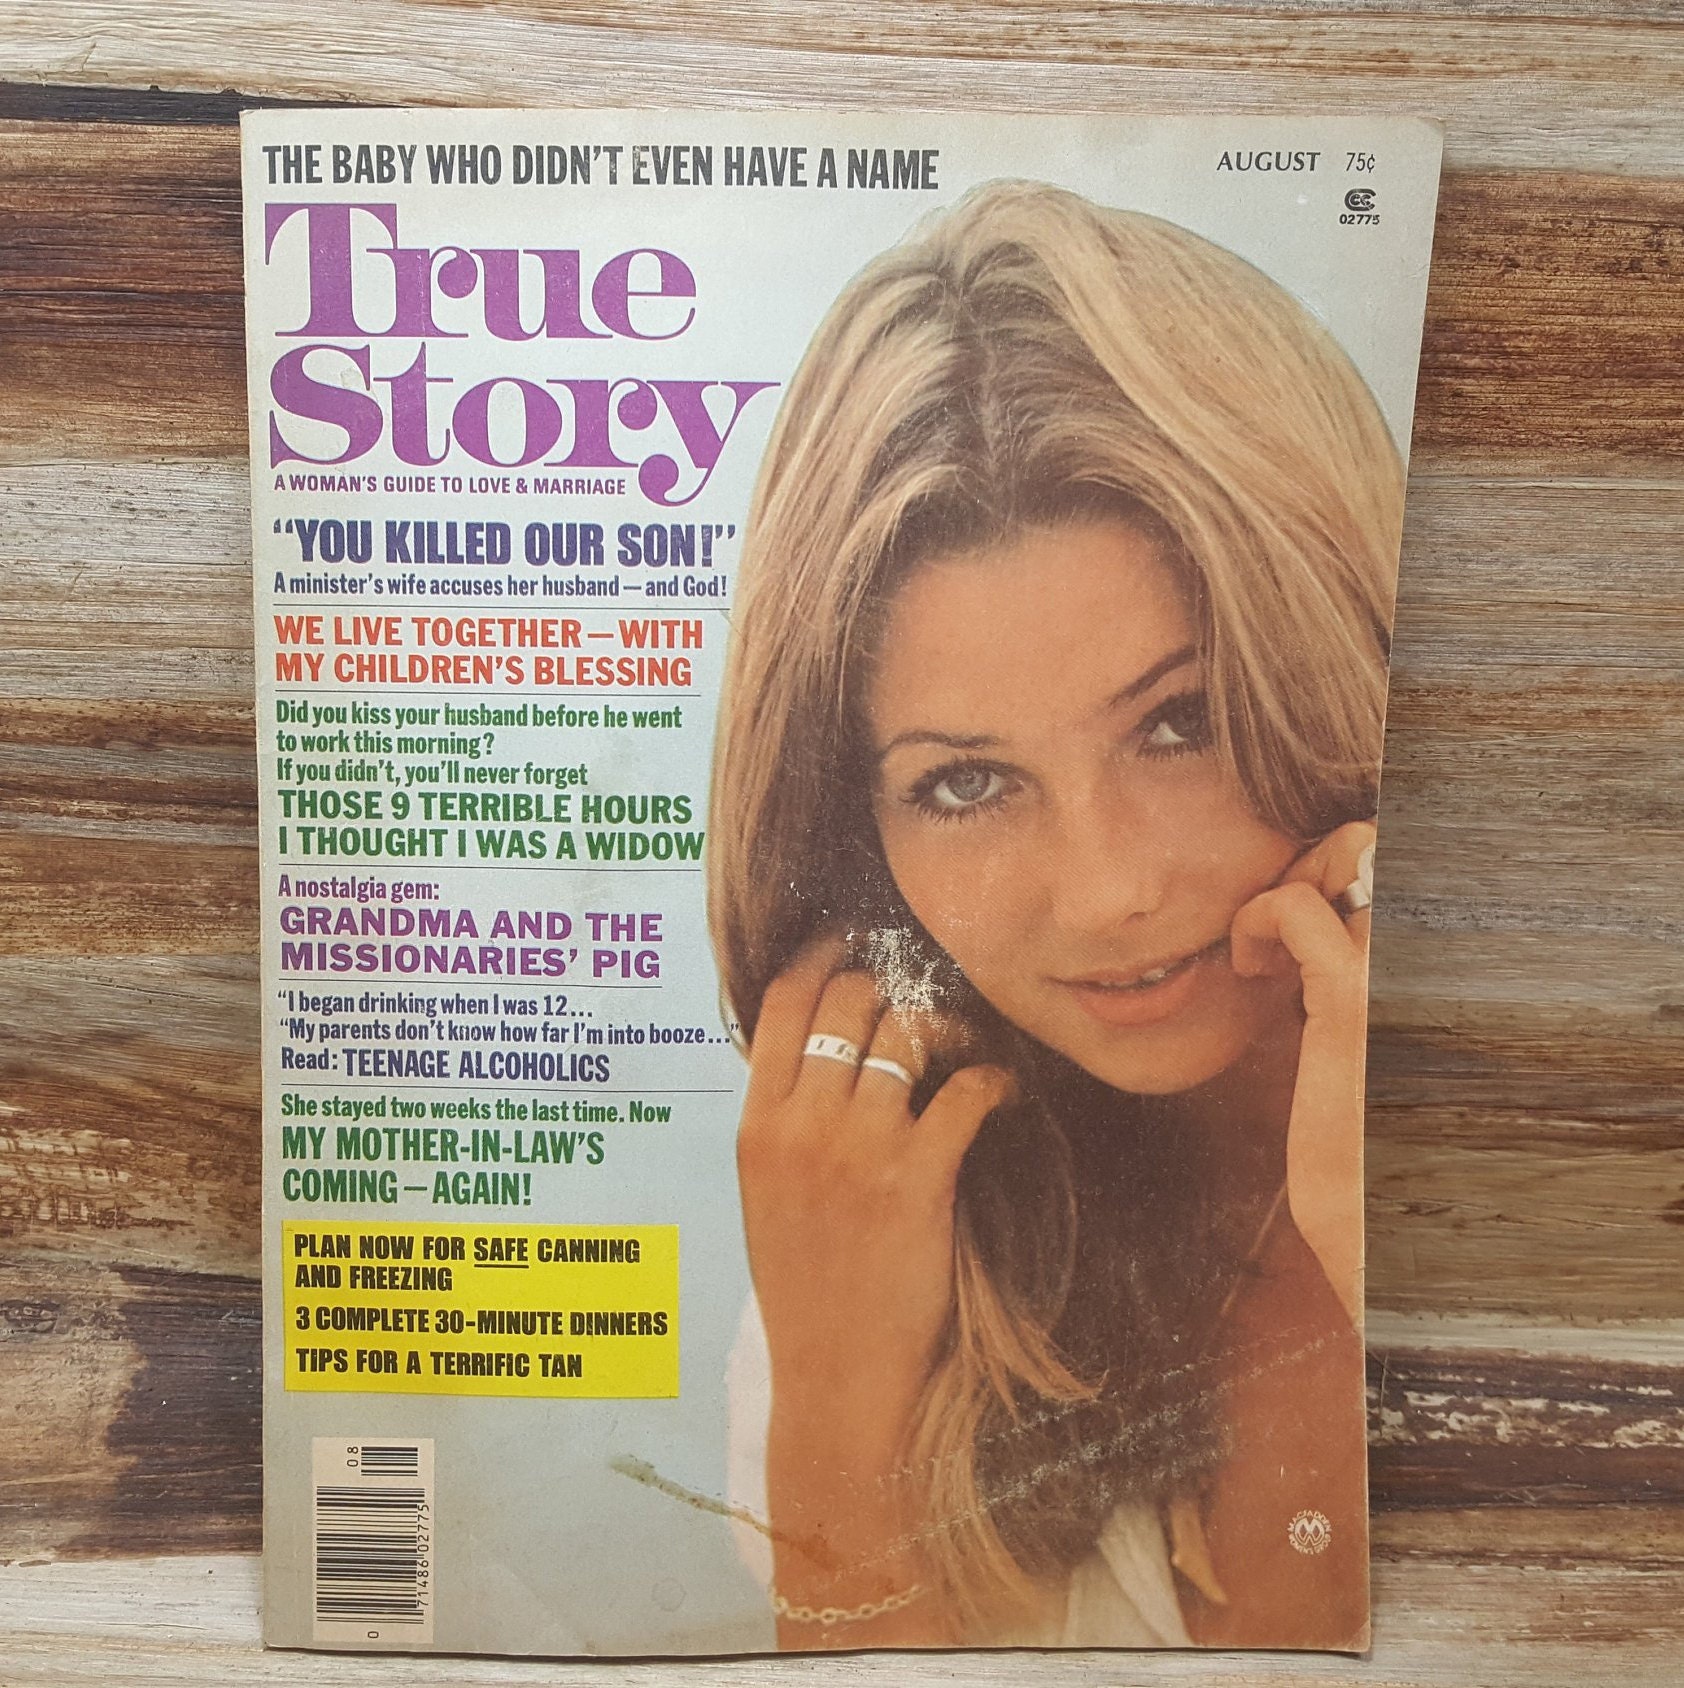 THE BABY WHO DIDN'T EVEN HAVE A NAME
AUGUST 75¢
CC
02775
True
Story
A WOMAN'S GUIDE TO LOVE & MARRIAGE
"YOU KILLED OUR SON!"
A minister's wife accuses her husband—and God!
WE LIVE TOGETHER—WITH
MY CHILDREN'S BLESSING
Did you kiss your husband before he went
to work this morning?
If you didn't, you'll never forget
THOSE 9 TERRIBLE HOURS
I THOUGHT I WAS A WIDOW
A nostalgia gem:
GRANDMA AND THE
MISSIONARIES' PIG
"I began drinking when I was 12...
"My parents don't know how far I'm into booze..."
Read: TEENAGE ALCOHOLICS
She stayed two weeks the last time. Now
MY MOTHER-IN-LAW'S
COMING—AGAIN!
PLAN NOW FOR SAFE CANNING
AND FREEZING
3 COMPLETE 30-MINUTE DINNERS
TIPS FOR A TERRIFIC TAN
08
0 71486 02775
MACFADDEN
WOMEN'S GROUP